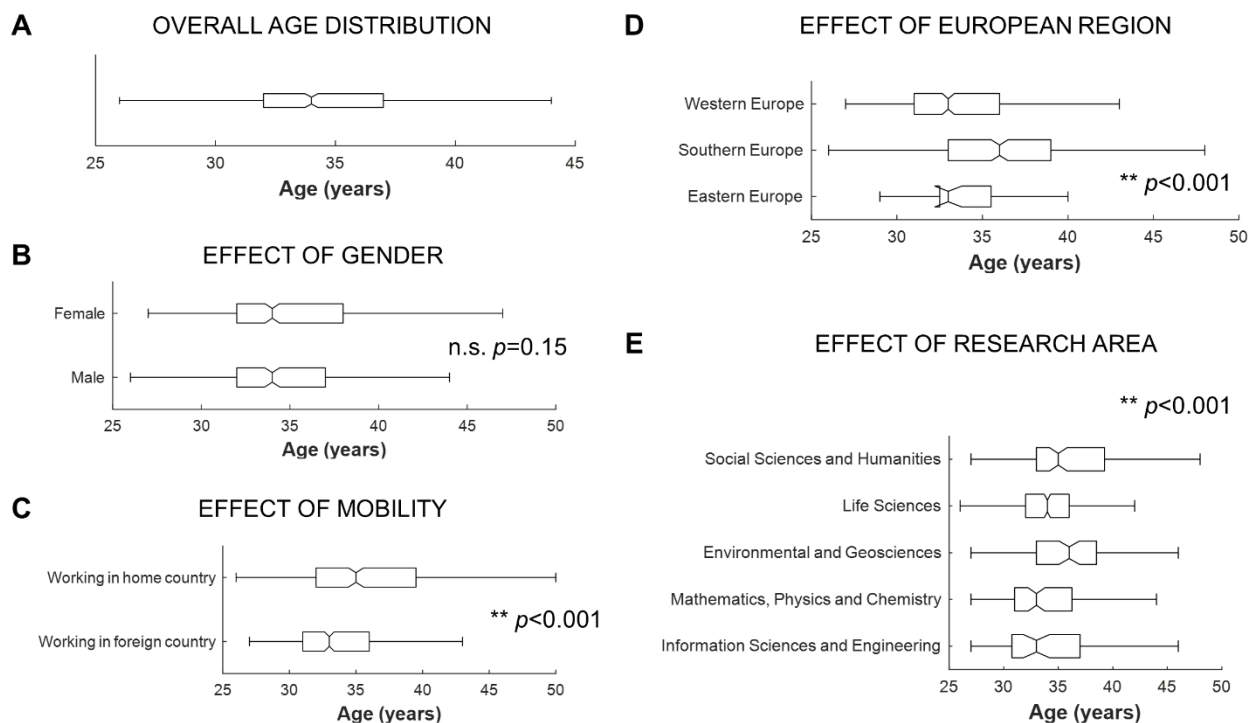 A OVERALL AGE DISTRIBUTION
25 30 35 40 45
Age (years)
B EFFECT OF GENDER
Female
n.s. p=0.15
Male
25 30 35 40 45 50
Age (years)
C EFFECT OF MOBILITY
Working in home country
** p<0.001
Working in foreign country
25 30 35 40 45 50
Age (years)
D EFFECT OF EUROPEAN REGION
Western Europe
Southern Europe
** p<0.001
Eastern Europe
25 30 35 40 45 50
Age (years)
E EFFECT OF RESEARCH AREA
** p<0.001
Social Sciences and Humanities
Life Sciences
Environmental and Geosciences
Mathematics, Physics and Chemistry
Information Sciences and Engineering
25 30 35 40 45 50
Age (years)